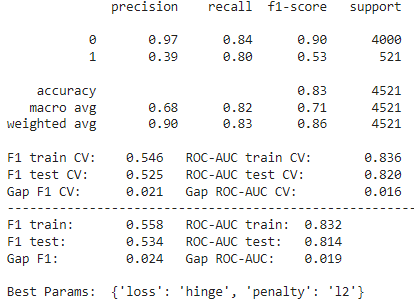 precision recall f1-score support
0 0.97 0.84 0.90 4000
1 0.39 0.80 0.53 521
accuracy 0.83 4521
macro avg 0.68 0.82 0.71 4521
weighted avg 0.90 0.83 0.86 4521
F1 train CV: 0.546 ROC-AUC train CV: 0.836
F1 test CV: 0.525 ROC-AUC test CV: 0.820
Gap F1 CV: 0.021 Gap ROC-AUC CV: 0.016
--------------------------------------------------
F1 train: 0.558 ROC-AUC train: 0.832
F1 test: 0.534 ROC-AUC test: 0.814
Gap F1: 0.024 Gap ROC-AUC: 0.019
Best Params: {'loss': 'hinge', 'penalty': 'l2'}